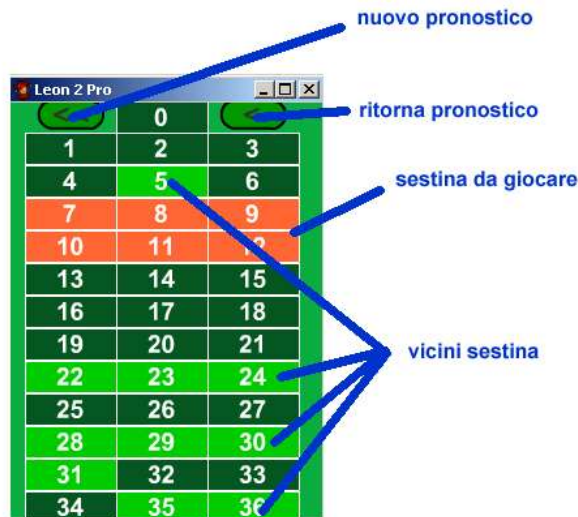 nuovo pronostico
Leon 2 Pro
<< 0 <
ritorna pronostico
1 2 3
4 5 6
sestina da giocare
7 8 9
10 11 12
13 14 15
16 17 18
19 20 21
vicini sestina
22 23 24
25 26 27
28 29 30
31 32 33
34 35 36